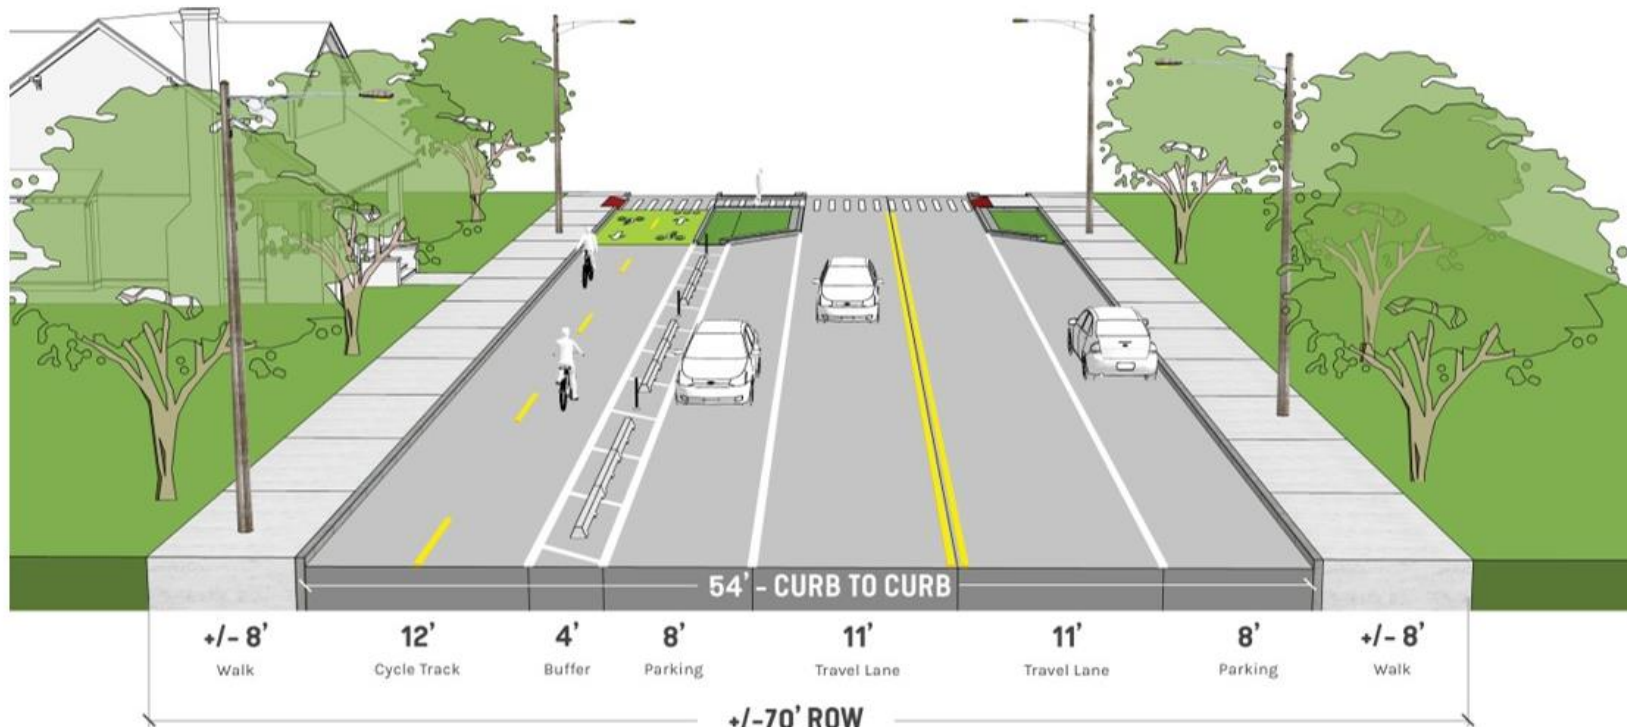 54' - CURB TO CURB
+/- 8' 12' 4' 8' 11' 11' 8' +/- 8'
Walk Cycle Track Buffer Parking Travel Lane Travel Lane Parking Walk
+/-70' ROW